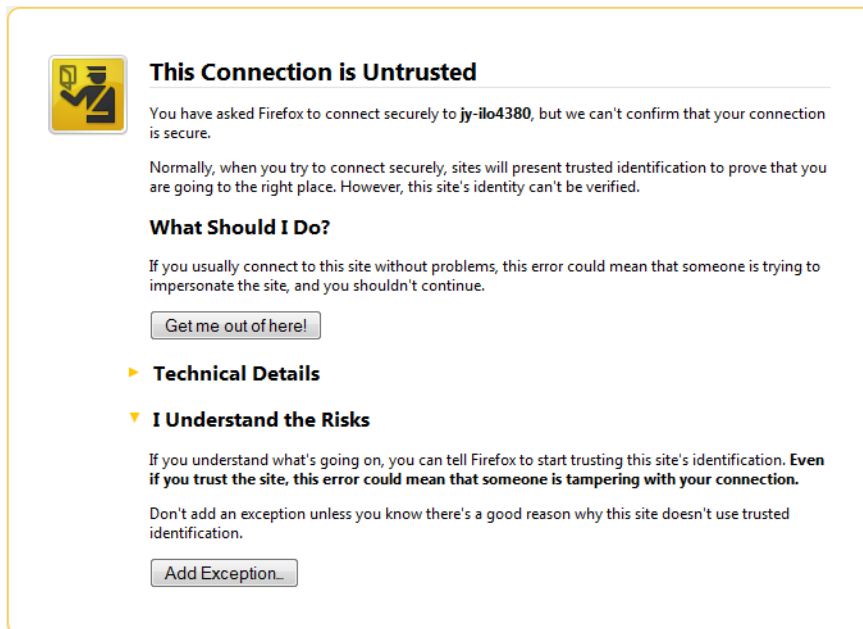 This Connection is Untrusted
You have asked Firefox to connect securely to jy-ilo4380, but we can't confirm that your connection
is secure.
Normally, when you try to connect securely, sites will present trusted identification to prove that you
are going to the right place. However, this site's identity can't be verified.
What Should I Do?
If you usually connect to this site without problems, this error could mean that someone is trying to
impersonate the site, and you shouldn't continue.
Get me out of here!
Technical Details
I Understand the Risks
If you understand what's going on, you can tell Firefox to start trusting this site's identification. Even
if you trust the site, this error could mean that someone is tampering with your connection.
Don't add an exception unless you know there's a good reason why this site doesn't use trusted
identification.
Add Exception...